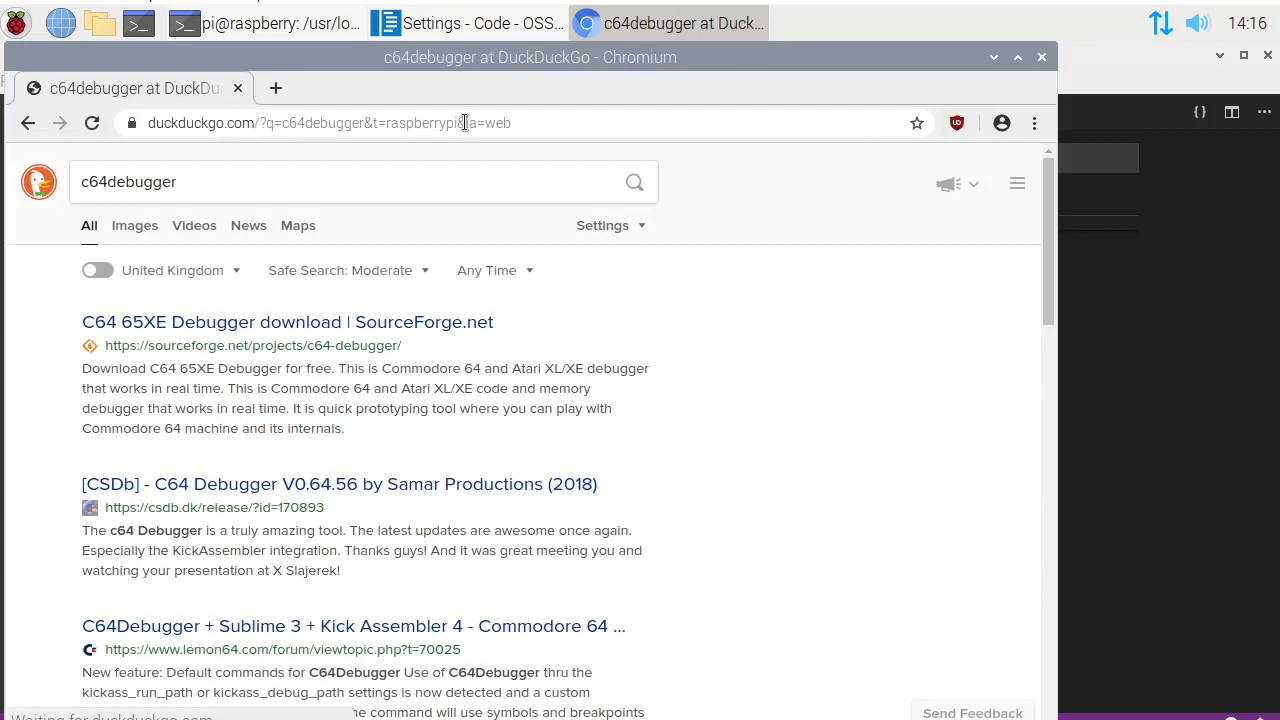 pi@raspberry: /usr/lo...
Settings - Code - OSS...
c64debugger at Duck...
14:16
c64debugger at DuckDuckGo - Chromium
c64debugger at DuckDu
duckduckgo.com/?q=c64debugger&t=raspberrypi&ia=web
c64debugger
All Images Videos News Maps Settings
United Kingdom Safe Search: Moderate Any Time
C64 65XE Debugger download | SourceForge.net
https://sourceforge.net/projects/c64-debugger/
Download C64 65XE Debugger for free. This is Commodore 64 and Atari XL/XE debugger
that works in real time. This is Commodore 64 and Atari XL/XE code and memory
debugger that works in real time. It is quick prototyping tool where you can play with
Commodore 64 machine and its internals.
[CSDb] - C64 Debugger V0.64.56 by Samar Productions (2018)
https://csdb.dk/release/?id=170893
The c64 Debugger is a truly amazing tool. The latest updates are awesome once again.
Especially the KickAssembler integration. Thanks guys! And it was great meeting you and
watching your presentation at X Slajerek!
C64Debugger + Sublime 3 + Kick Assembler 4 - Commodore 64 ...
https://www.lemon64.com/forum/viewtopic.php?t=70025
New feature: Default commands for C64Debugger Use of C64Debugger thru the
kickass_run_path or kickass_debug_path settings is now detected and a custom
the command will use symbols and breakpoints
Send Feedback
Waiting for duckduckgo.com